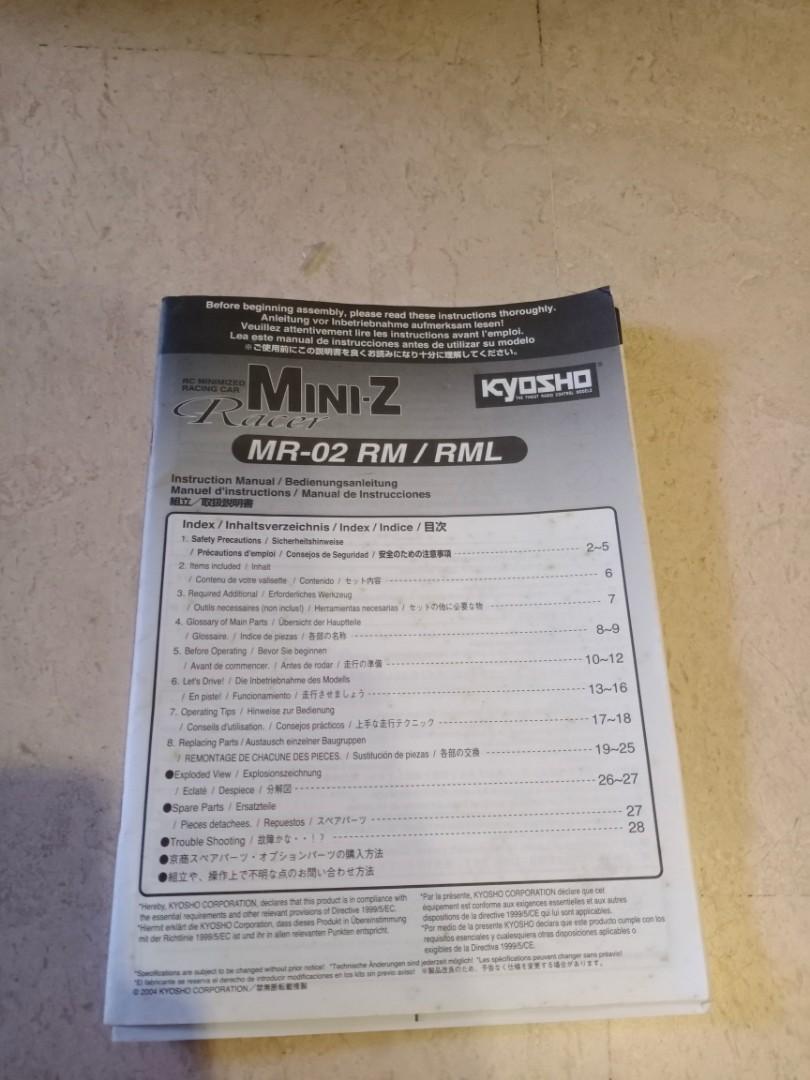 Before beginning assembly, please read these instructions thoroughly.
Anleitung vor Inbetriebnahme aufmerksam lesen!
Veuillez attentivement lire les instructions avant l'emploi.
Lea este manual de instrucciones antes de utilizar su modelo
※ご使用前にこの説明書を良くお読みになり十分に理解してください。
RC MINIMIZED
RACING CAR
MINI-Z
Racer
KYOSHO
THE FINEST RADIO CONTROL MODELS
MR-02 RM / RML
Instruction Manual / Bedienungsanleitung
Manuel d'instructions / Manual de Instrucciones
組立／取扱説明書
Index / Inhaltsverzeichnis / Index / Indice / 目次
1. Safety Precautions / Sicherheitshinweise
/ Précautions d'emploi / Consejos de Seguridad / 安全のための注意事項 2~5
2. Items included / Inhalt
/ Contenu de votre valisette / Contenido / セット内容 6
3. Required Additional / Erforderliches Werkzeug
/ Outils necessaires (non inclus!) / Herramientas necesarias / セットの他に必要な物 7
4. Glossary of Main Parts / Übersicht der Hauptteile
/ Glossaire. / Indice de piezas / 各部の名称 8~9
5. Before Operating / Bevor Sie beginnen
/ Avant de commencer. / Antes de rodar / 走行の準備 10~12
6. Let's Drive! / Die Inbetriebnahme des Modells
/ En piste! / Funcionamiento / 走行させましょう 13~16
7. Operating Tips / Hinweise zur Bedienung
/ Conseils d'utilisation. / Consejos prácticos / 上手な走行テクニック 17~18
8. Replacing Parts / Austausch einzelner Baugruppen
/ REMONTAGE DE CHACUNE DES PIECES. / Sustitución de piezas / 各部の交換 19~25
●Exploded View / Explosionszeichnung
/ Eclaté / Despiece / 分解図 26~27
●Spare Parts / Ersatzteile
/ Pieces detachees. / Repuestos / スペアパーツ 27
●Trouble Shooting / 故障かな・・！？ 28
●京商スペアパーツ・オプションパーツの購入方法
●組立や、操作上で不明な点のお問い合わせ方法
*Hereby, KYOSHO CORPORATION, declares that this product is in compliance with
the essential requirements and other relevant provisions of Directive 1999/5/EC.
*Hiermit erklärt die KYOSHO Corporation, dass dieses Produkt in Übereinstimmung
mit der Richtlinie 1999/5/EC ist und ihr in allen relevanten Punkten entspricht.
*Par la présente, KYOSHO CORPORATION déclare que cet
équipement est conforme aux exigences essentielles et aux autres
dispositions de la directive 1999/5/CE qui lui sont applicables.
*Por medio de la presente KYOSHO declara que este producto cumple con los
requisitos esenciales y cualesquiera otras disposiciones aplicables o
exigibles de la Directiva 1999/5/CE.
*Specifications are subject to be changed without prior notice! *Technische Änderungen sind jederzeit möglich! *Les spécifications peuvent changer sans préavis!
*El fabricante se reserva el derecho de introducir modificaciones en los kits sin previo aviso! ※製品改良のため、予告なく仕様を変更する場合があります。
© 2004 KYOSHO CORPORATION／禁無断転載複製